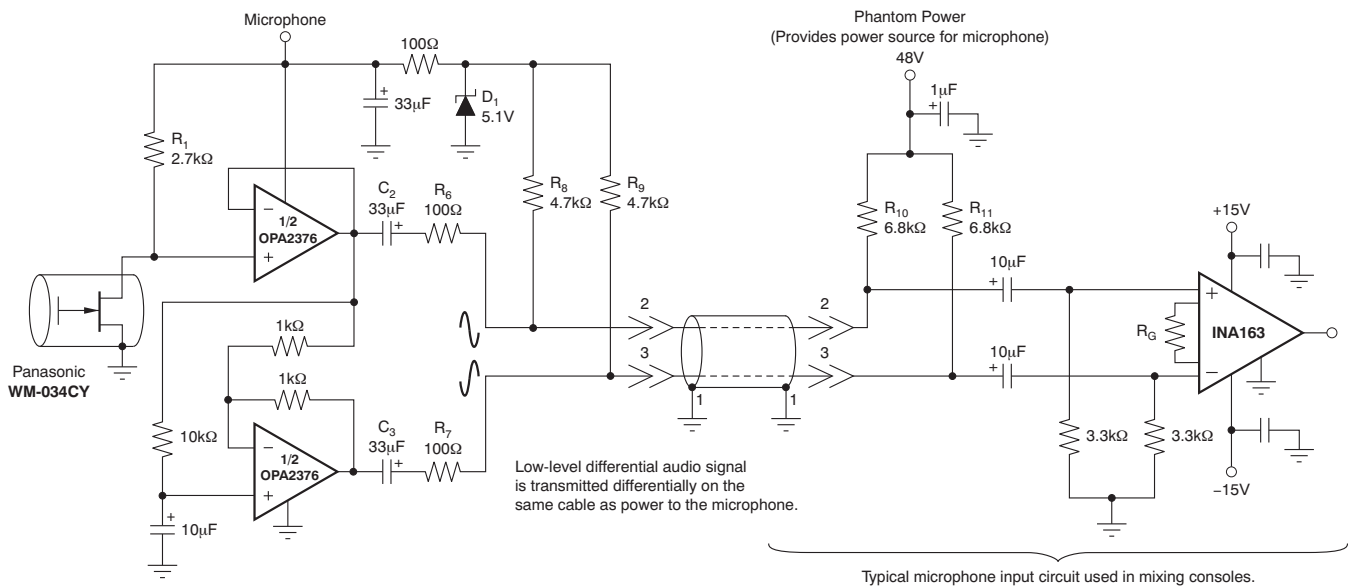 Microphone
100Ω
+
33μF
D1
5.1V
R1
2.7kΩ
−
1/2
OPA2376
+
C2
33μF
+
R6
100Ω
R8
4.7kΩ
R9
4.7kΩ
Panasonic
WM-034CY
1kΩ
1kΩ
10kΩ
−
1/2
OPA2376
+
C3
33μF
+
R7
100Ω
+
10μF
2
3
1
2
3
1
Low-level differential audio signal
is transmitted differentially on the
same cable as power to the microphone.
Phantom Power
(Provides power source for microphone)
48V
1μF
+
R10
6.8kΩ
R11
6.8kΩ
10μF
+
10μF
+
+15V
+
RG
INA163
−
3.3kΩ
3.3kΩ
−15V
Typical microphone input circuit used in mixing consoles.